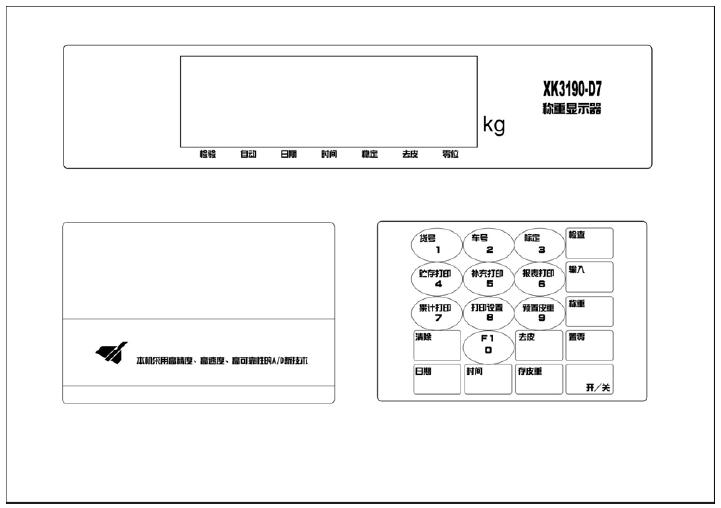 XK3190-D7
称重显示器
kg
检验 自动 日期 时间 稳定 去皮 零位
货号 车号 标定 检查
1 2 3
贮存打印 补充打印 报表打印 输入
4 5 6
累计打印 打印设置 预置皮重 称重
7 8 9
清除 F1 去皮 置零
0
本机采用高精度、高速度、高可靠性的A/D新技术
日期 时间 存皮重
开/关